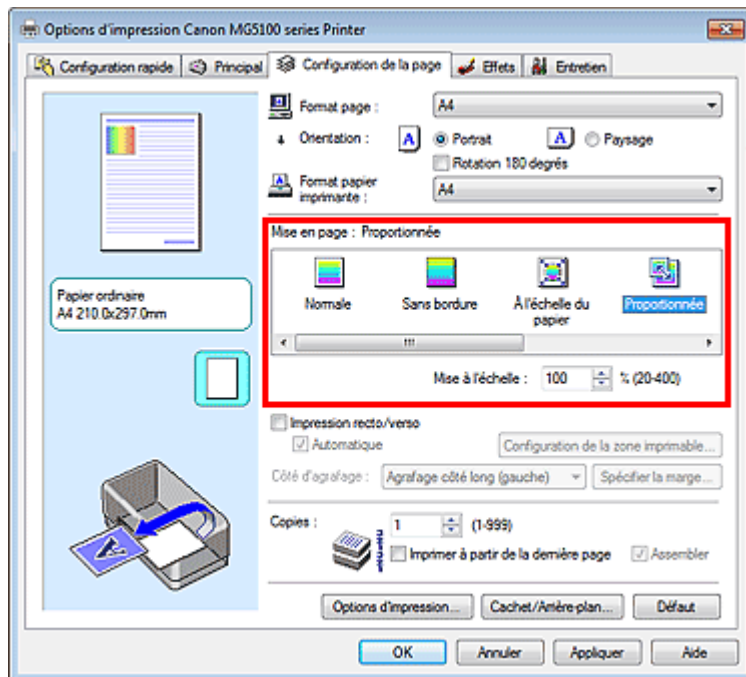 Options d'impression Canon MG5100 series Printer
Configuration rapide Principal Configuration de la page Effets Entretien
Format page : A4
Orientation : A Portrait A Paysage
Rotation 180 degrés
Format papier
imprimante : A4
Mise en page : Proportionnée
Normale Sans bordure À l'échelle du Proportionnée
papier
Mise à l'échelle : 100 % (20-400)
Papier ordinaire
A4 210.0x297.0mm
Impression recto/verso
Automatique Configuration de la zone imprimable...
Côté d'agrafage : Agrafage côté long (gauche) Spécifier la marge...
Copies : 1 (1-999)
Imprimer à partir de la dernière page Assembler
Options d'impression... Cachet/Arrière-plan... Défaut
OK Annuler Appliquer Aide